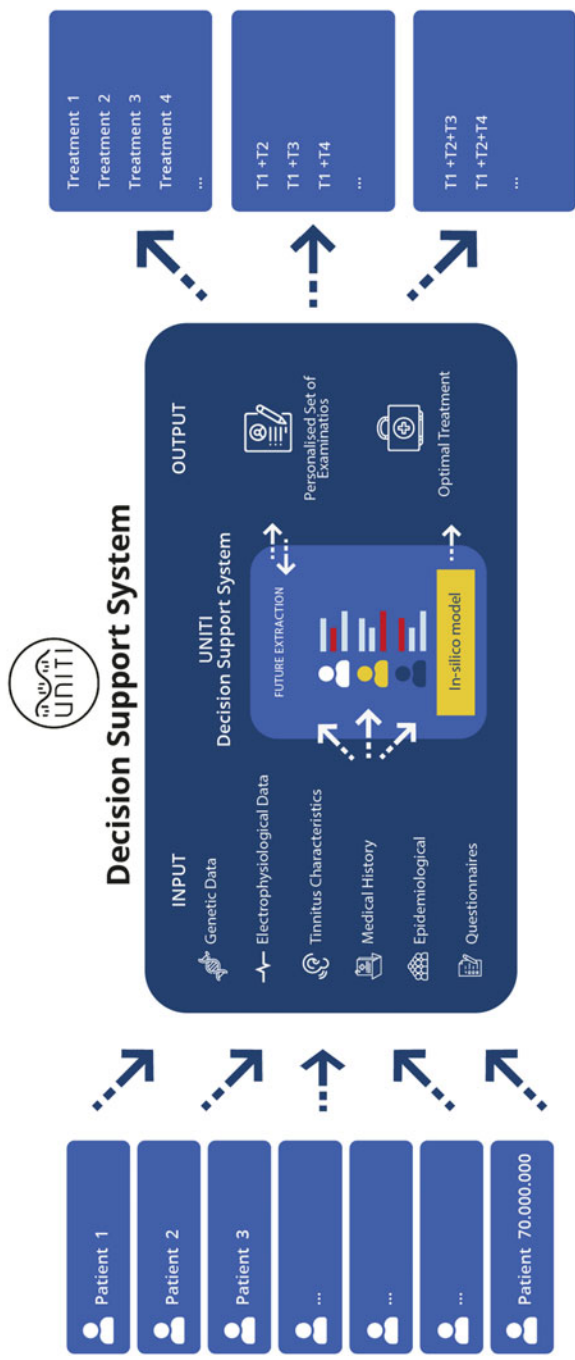 UNITI
Decision Support System
Patient 1
Patient 2
Patient 3
...
...
...
Patient 70.000.000
INPUT
Genetic Data
Electrophysiological Data
Tinnitus Characteristics
Medical History
Epidemiological
Questionnaires
UNITI
Decision Support System
FUTURE EXTRACTION
In-silico model
OUTPUT
Personalised Set of
Examinatios
Optimal Treatment
Treatment 1
Treatment 2
Treatment 3
Treatment 4
...
T1 +T2
T1 +T3
T1 +T4
...
T1 +T2+T3
T1 +T2+T4
...